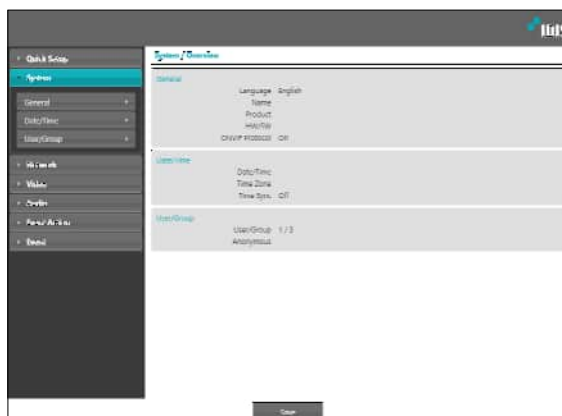 Quick Setup
System / Overview
System
General
Language English
Name
Product
HW/SW
ONVIF Protocol Off
General
Date/Time
User/Group
Date/Time
Date/Time
Time Zone
Time Sync. Off
Network
Video
Audio
Event Action
Event
User/Group
User/Group 1 / 3
Anonymous
Save